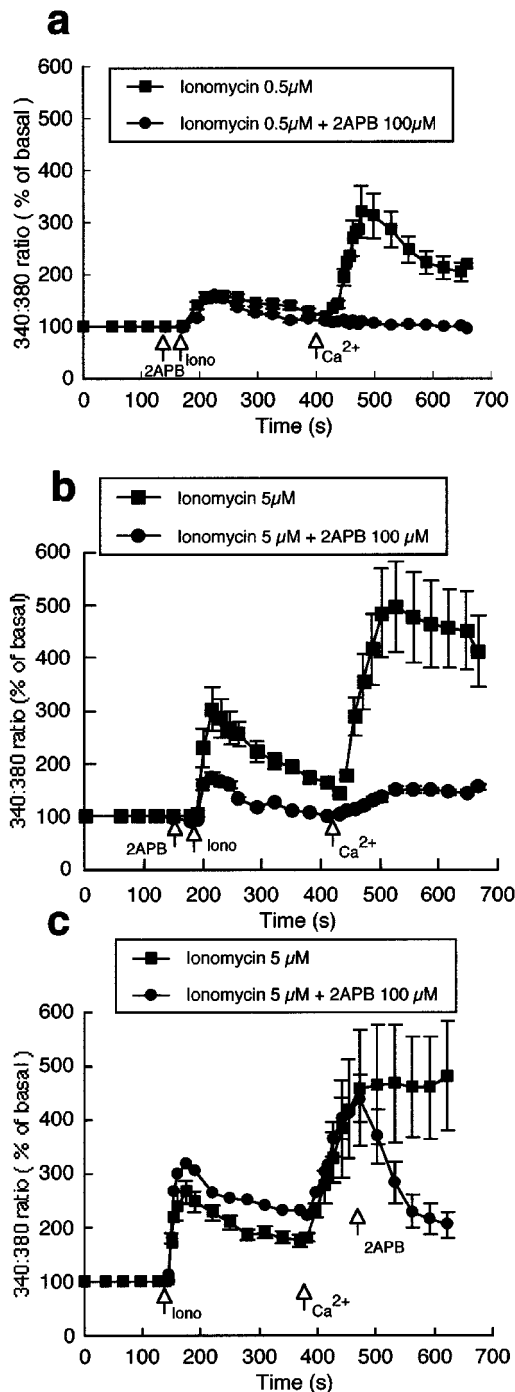 a
600
500
400
300
200
100
0
340:380 ratio ( % of basal )
Ionomycin 0.5µM
Ionomycin 0.5µM + 2APB 100µM
2APB
Iono
Ca2+
0 100 200 300 400 500 600 700
Time (s)
b
600
500
400
300
200
100
0
340:380 ratio (% of basal)
Ionomycin 5µM
Ionomycin 5 µM + 2APB 100 µM
2APB
Iono
Ca2+
0 100 200 300 400 500 600 700
Time (s)
c
600
500
400
300
200
100
0
340:380 ratio ( % of basal )
Ionomycin 5 µM
Ionomycin 5 µM + 2APB 100 µM
Iono
Ca2+
2APB
0 100 200 300 400 500 600 700
Time (s)